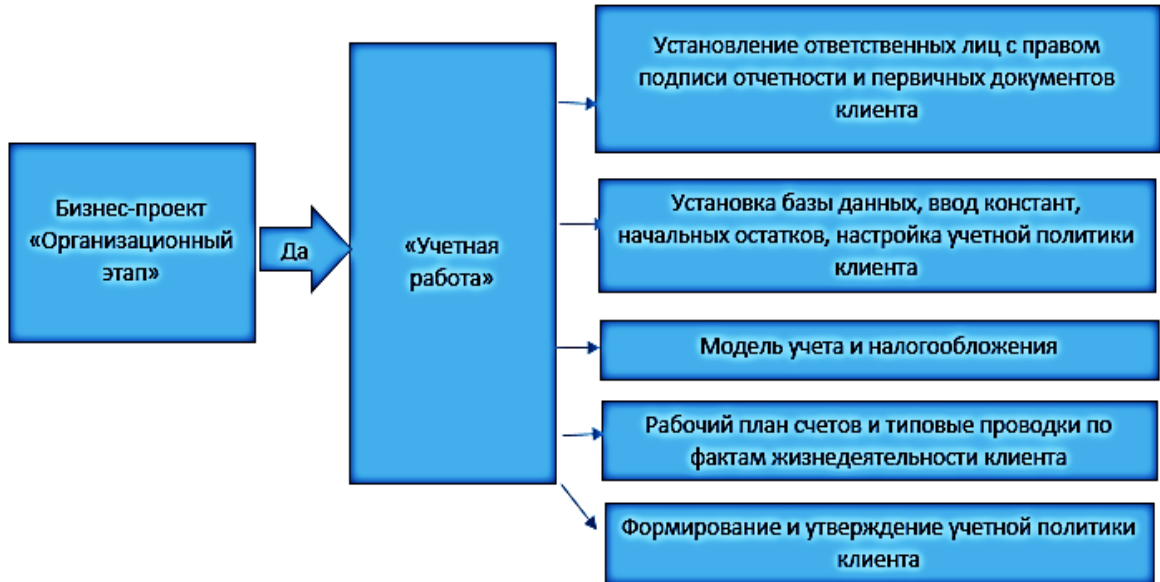 Бизнес-проект
«Организационный
этап»
Да
«Учетная
работа»
Установление ответственных лиц с правом
подписи отчетности и первичных документов
клиента
Установка базы данных, ввод констант,
начальных остатков, настройка учетной политики
клиента
Модель учета и налогообложения
Рабочий план счетов и типовые проводки по
фактам жизнедеятельности клиента
Формирование и утверждение учетной политики
клиента